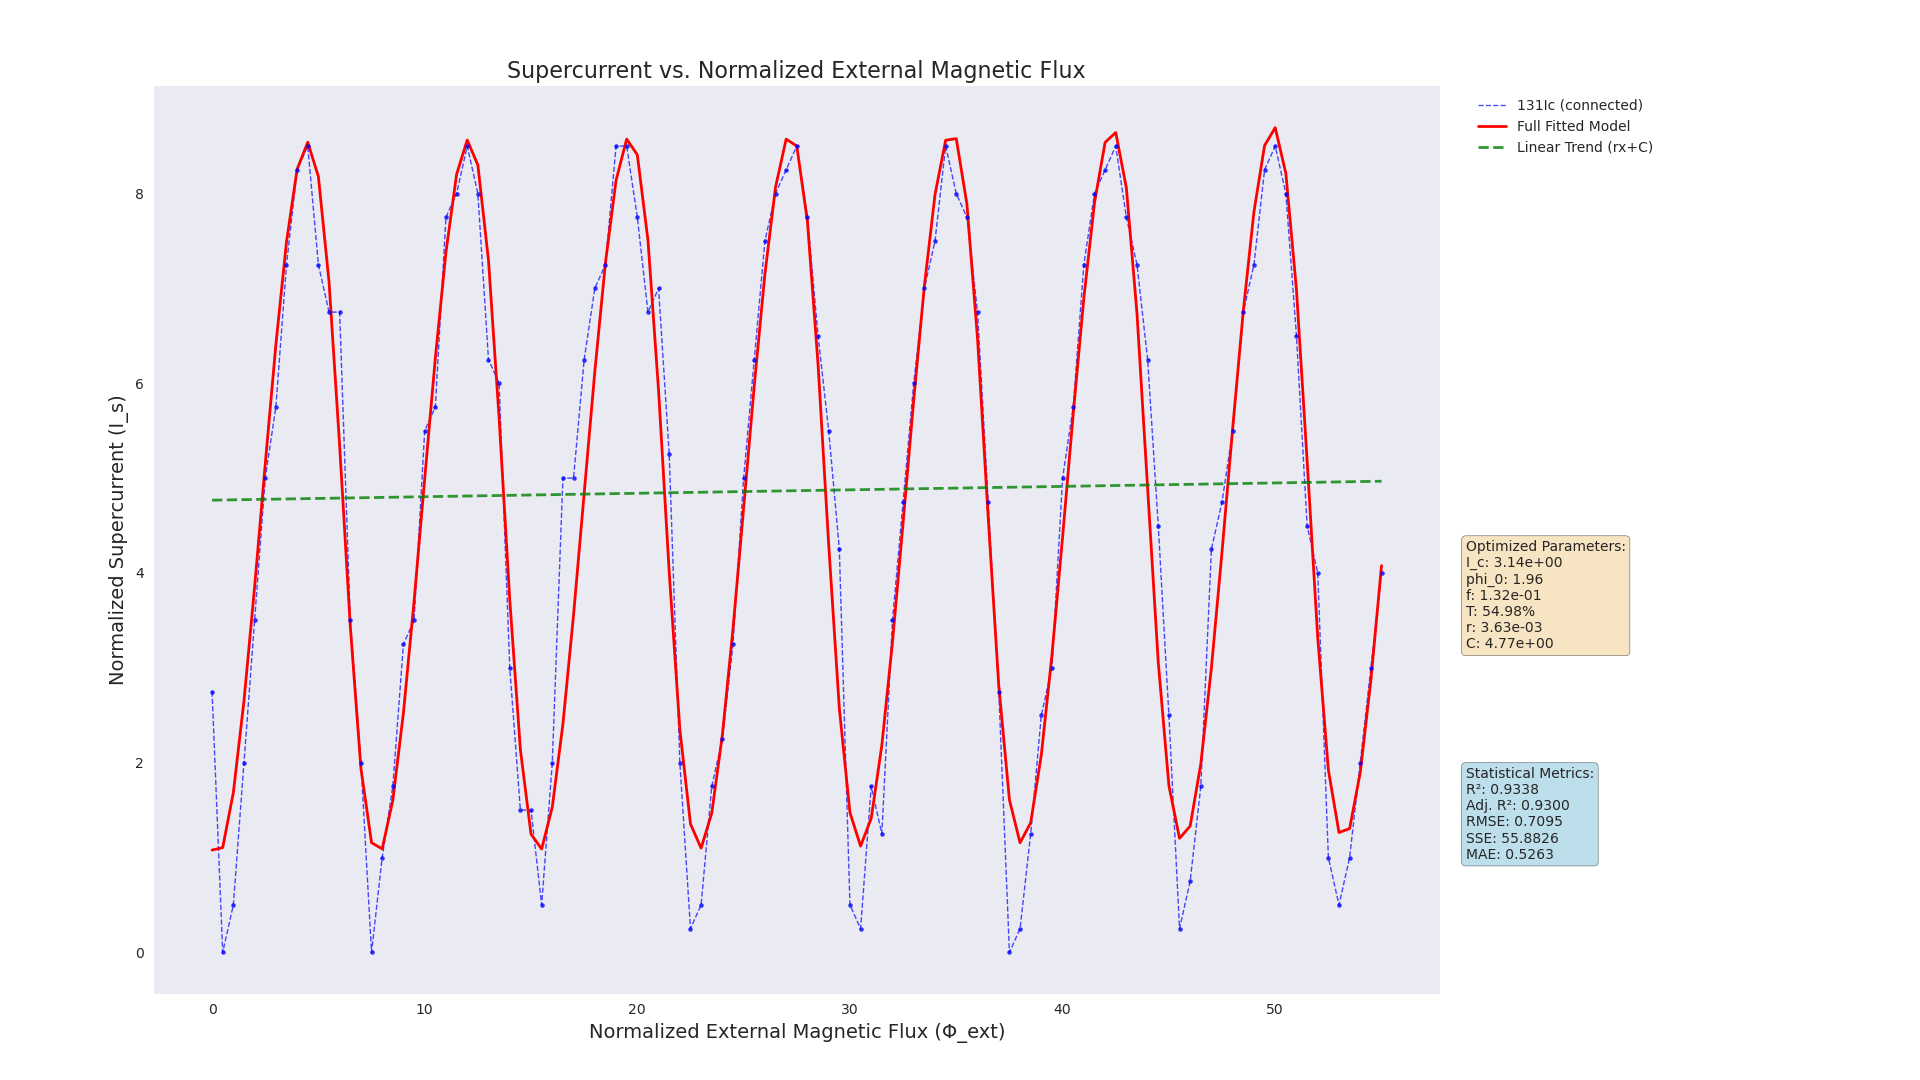 Supercurrent vs. Normalized External Magnetic Flux
131Ic (connected)
Full Fitted Model
Linear Trend (rx+C)
Normalized Supercurrent (I_s)
8
6
4
2
0
Optimized Parameters:
I_c: 3.14e+00
phi_0: 1.96
f: 1.32e-01
T: 54.98%
r: 3.63e-03
C: 4.77e+00
Statistical Metrics:
R²: 0.9338
Adj. R²: 0.9300
RMSE: 0.7095
SSE: 55.8826
MAE: 0.5263
0 10 20 30 40 50
Normalized External Magnetic Flux (Φ_ext)